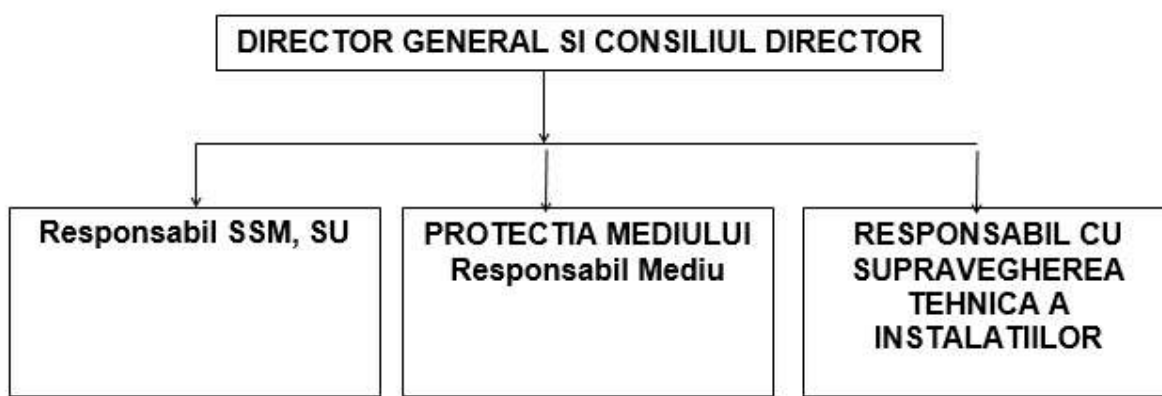 DIRECTOR GENERAL SI CONSILIUL DIRECTOR
Responsabil SSM, SU
PROTECTIA MEDIULUI
Responsabil Mediu
RESPONSABIL CU
SUPRAVEGHEREA
TEHNICA A
INSTALATIILOR